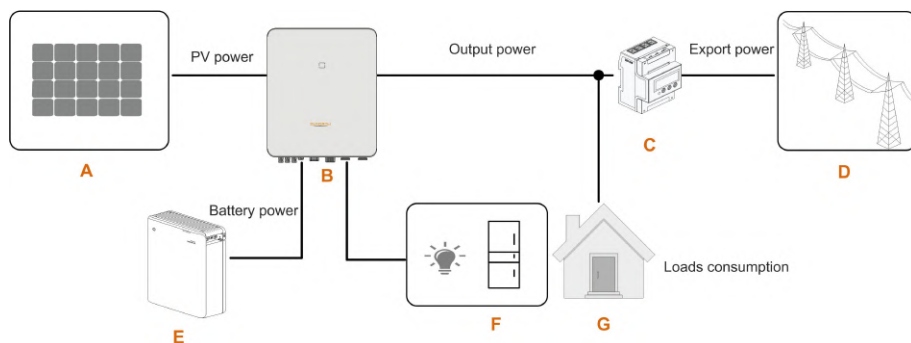 PV power
Output power
Export power
A
B
C
D
Battery power
Loads consumption
E
F
G